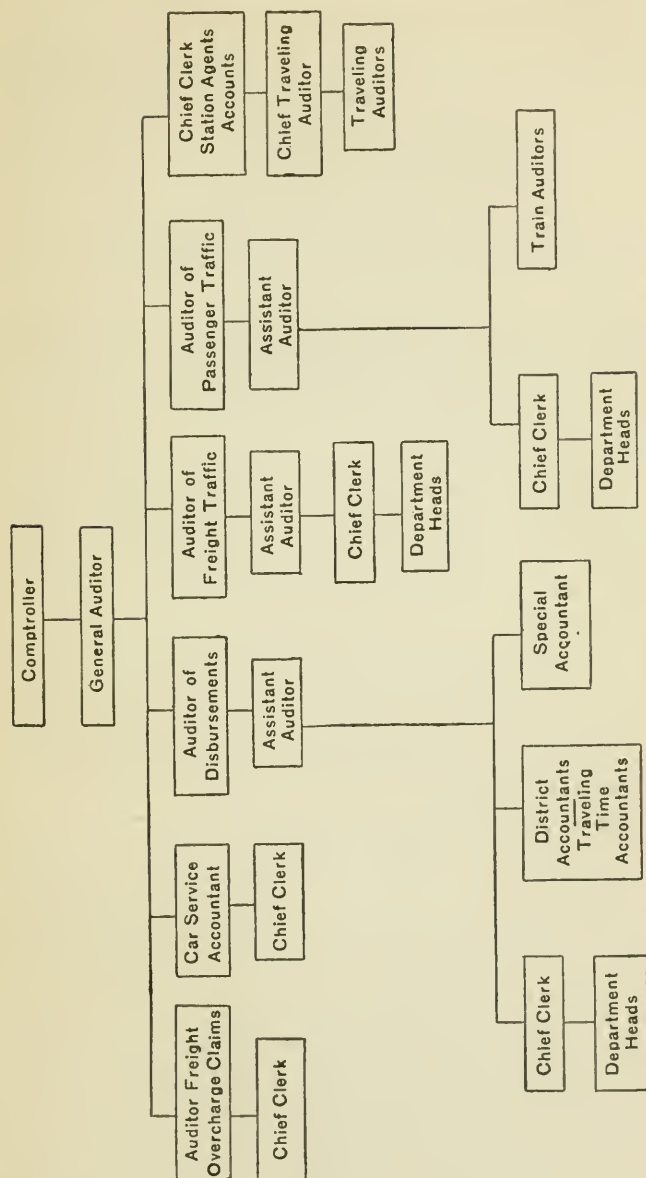 Comptroller
General Auditor
Auditor Freight
Overcharge Claims
Chief Clerk
Car Service
Accountant
Chief Clerk
Auditor of
Disbursements
Assistant
Auditor
Chief Clerk
Department
Heads
District
Accountants
Traveling
Time
Accountants
Special
Accountant
Auditor of
Freight Traffic
Assistant
Auditor
Chief Clerk
Department
Heads
Auditor of
Passenger Traffic
Assistant
Auditor
Chief Clerk
Department
Heads
Train Auditors
Chief Clerk
Station Agents
Accounts
Chief Traveling
Auditor
Traveling
Auditors